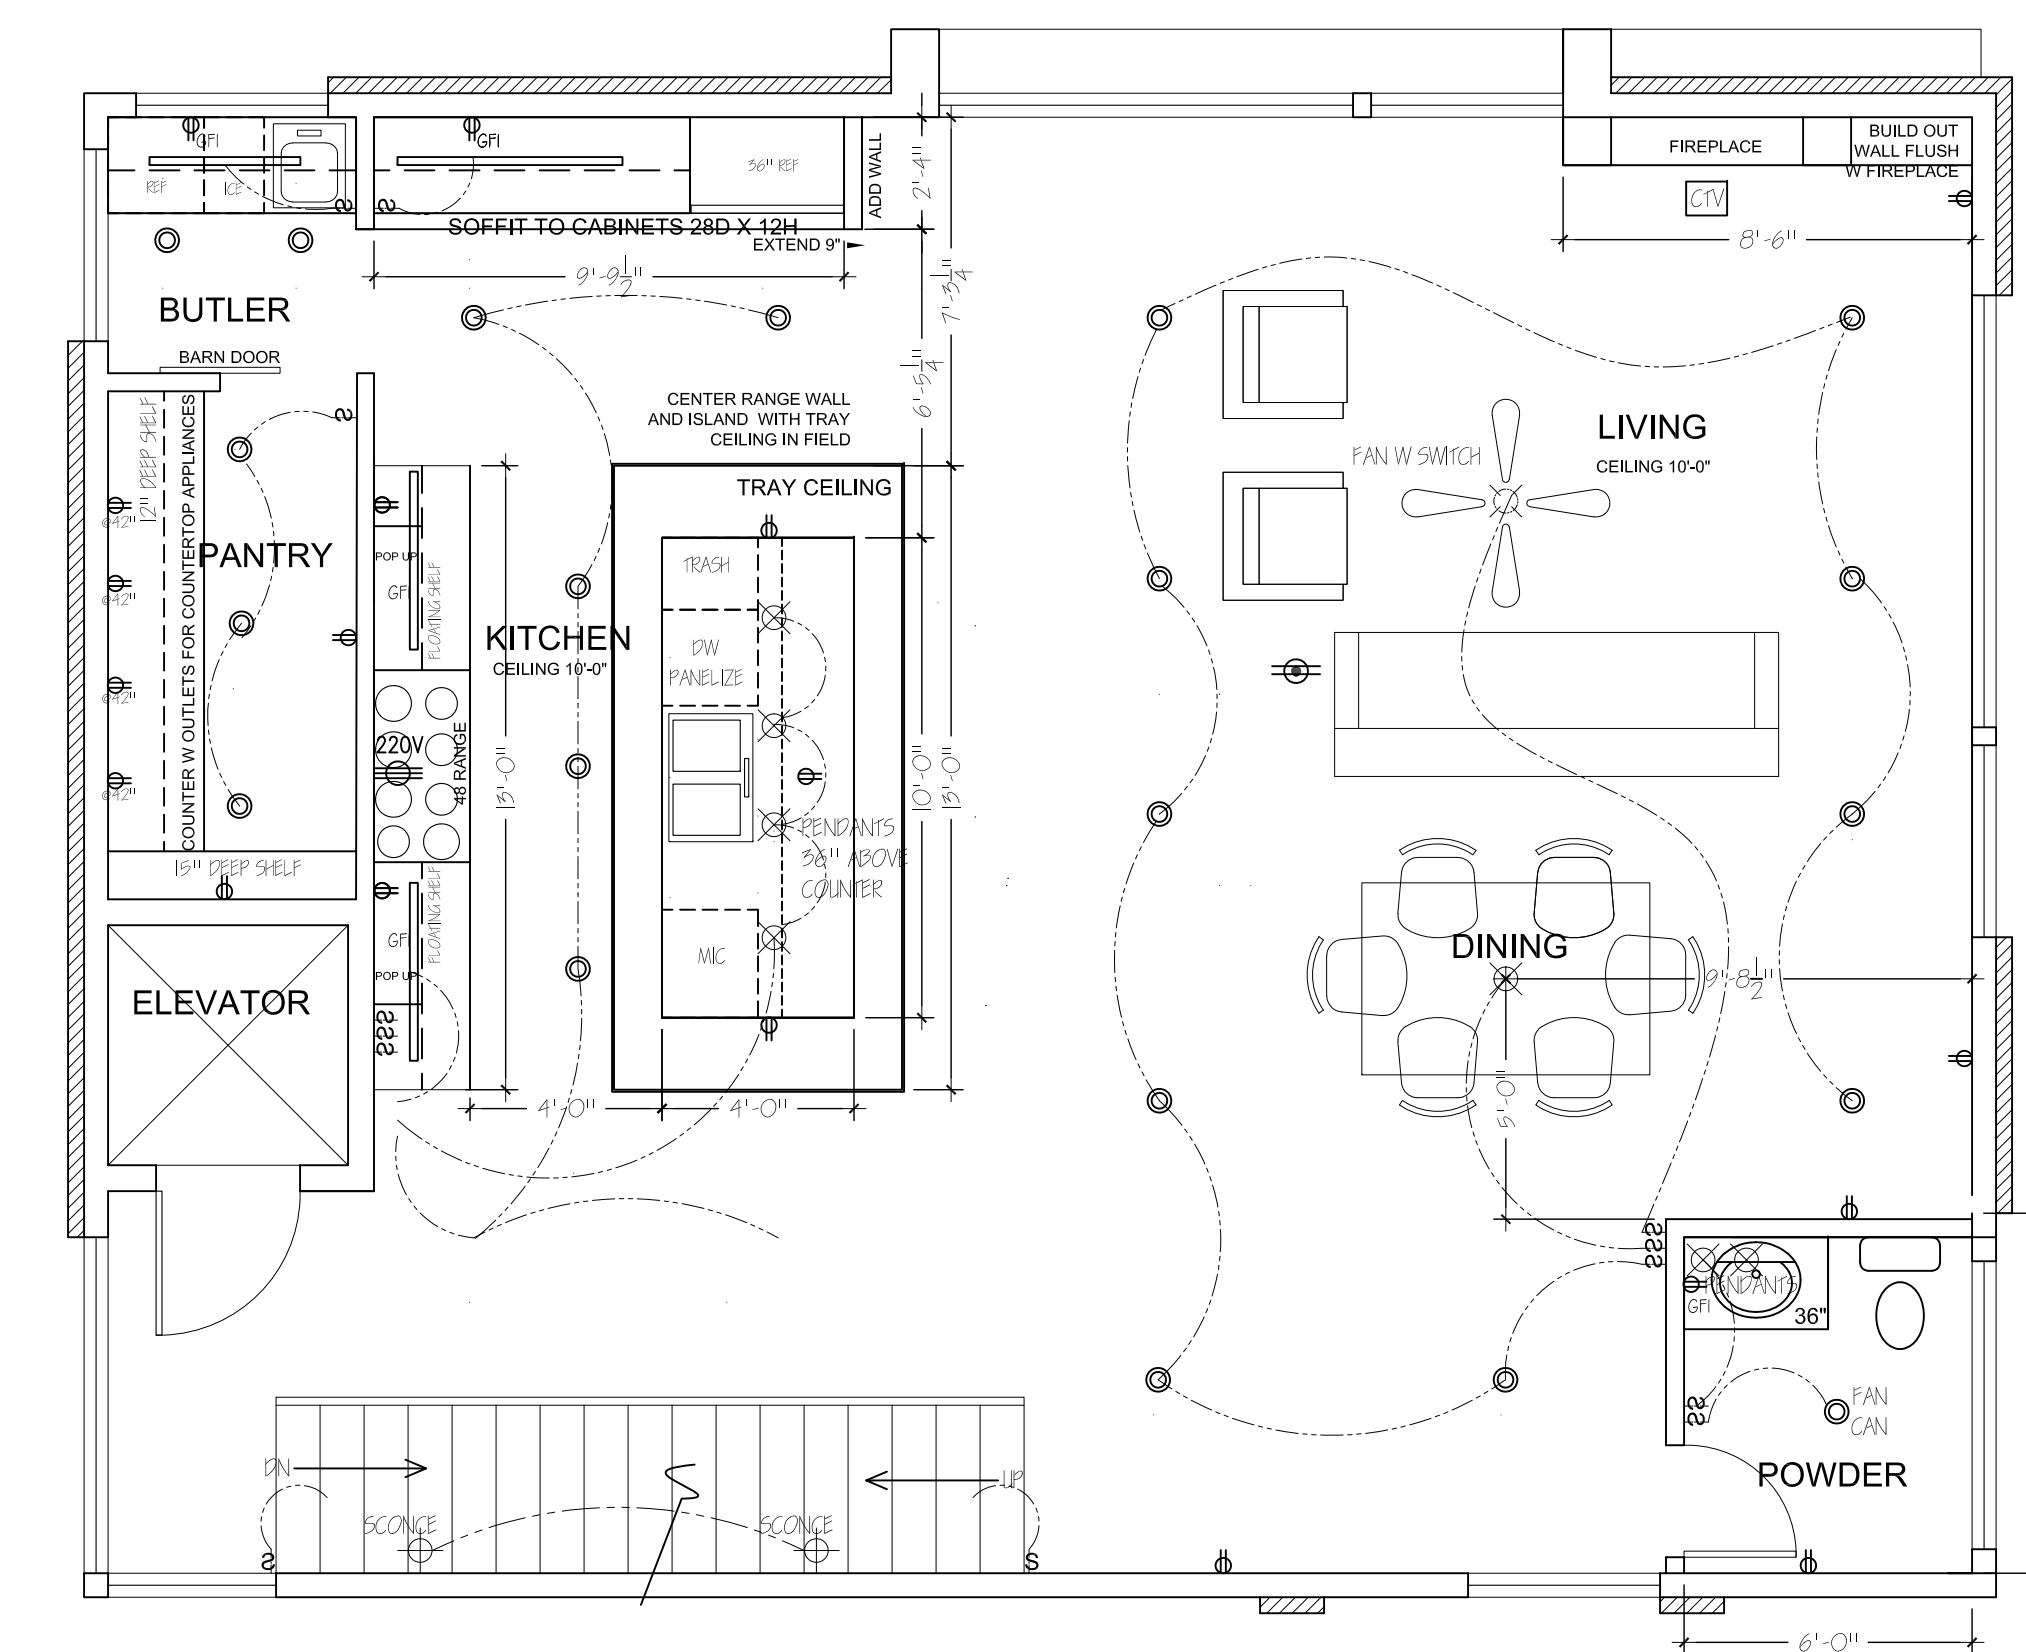 GFI
GFI
REF
ICE
36" REF
ADD WALL
2'-4"
FIREPLACE
BUILD OUT
WALL FLUSH
W FIREPLACE
CTV
S
S
SOFFIT TO CABINETS 28D X 12H
EXTEND 9"
8'-6"
9'-9 1/2"
7'-3 1/4"
BUTLER
BARN DOOR
6'-5 1/4"
CENTER RANGE WALL
AND ISLAND WITH TRAY
CEILING IN FIELD
S
12" DEEP SHELF
COUNTER W OUTLETS FOR COUNTERTOP APPLIANCES
LIVING
CEILING 10'-0"
FAN W SWITCH
TRAY CEILING
@42"
PANTRY
POP UP
GFI
FLOATING SHELF
TRASH
@42"
KITCHEN
CEILING 10'-0"
DW
PANELIZE
@42"
220V
48 RANGE
13'-0"
10'-0"
13'-0"
@42"
PENDANTS
36" ABOVE
COUNTER
15" DEEP SHELF
FLOATING SHELF
GFI
POP UP
MIC
DINING
9'-8 1/2"
ELEVATOR
SSS
4'-0"
4'-0"
5'-0"
SSS
PENDANTS
GFI
36"
SS
FAN
CAN
POWDER
DN
UP
SCONCE
SCONCE
S
S
6'-0"